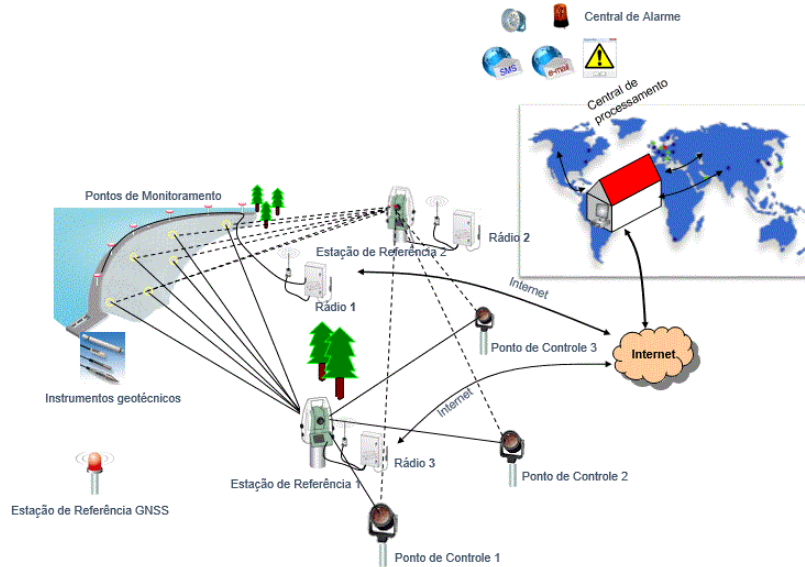 Central de Alarme
SMS
e-mail
Central de
processamento
Pontos de Monitoramento
Rádio 2
Estação de Referência 2
Internet
Rádio 1
Ponto de Controle 3
Internet
Instrumentos geotécnicos
Internet
Rádio 3
Estação de Referência 1
Ponto de Controle 2
Estação de Referência GNSS
Ponto de Controle 1